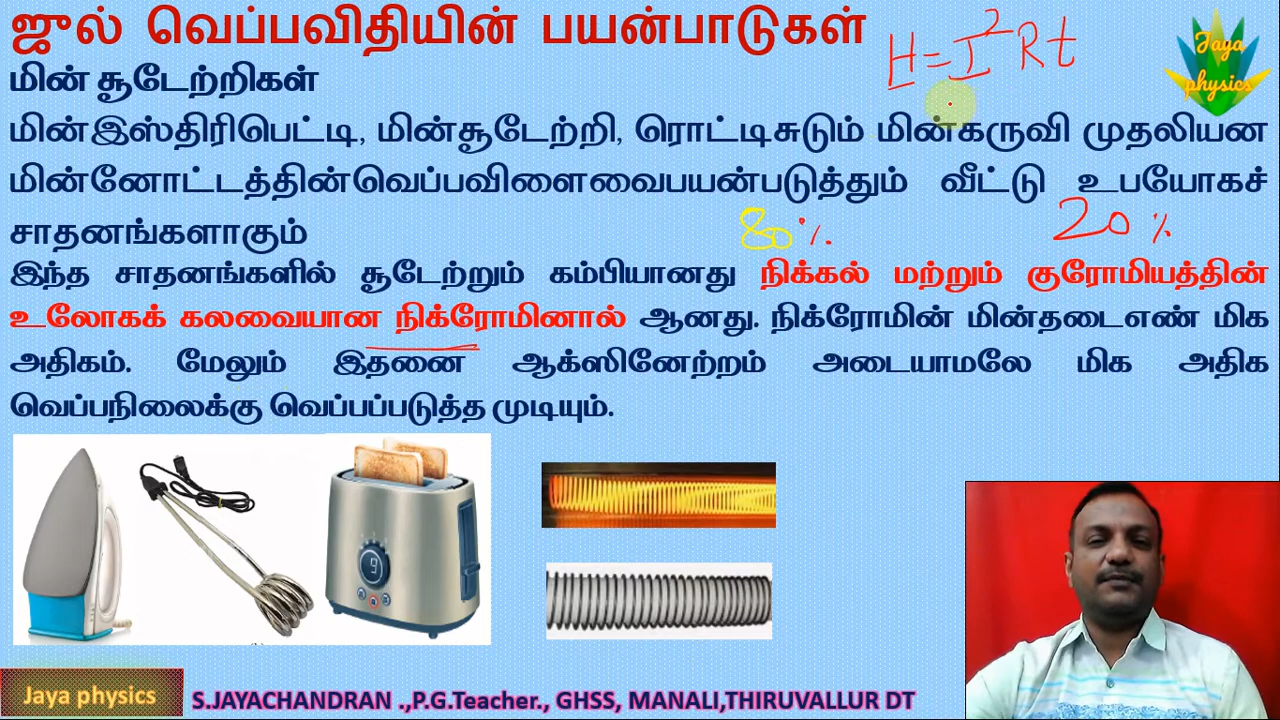 ஜுல் வெப்பவிதியின் பயன்பாடுகள்
H = I² R t
Jaya
physics
மின் சூடேற்றிகள்
மின்இஸ்திரிபெட்டி, மின்சூடேற்றி, ரொட்டிசுடும் மின்கருவி முதலியன
மின்னோட்டத்தின்வெப்பவிளைவைபயன்படுத்தும் வீட்டு உபயோகச்
சாதனங்களாகும்
80% 20%
இந்த சாதனங்களில் சூடேற்றும் கம்பியானது நிக்கல் மற்றும் குரோமியத்தின்
உலோகக் கலவையான நிக்ரோமினால் ஆனது. நிக்ரோமின் மின்தடைஎண் மிக
அதிகம். மேலும் இதனை ஆக்ஸினேற்றம் அடையாமலே மிக அதிக
வெப்பநிலைக்கு வெப்பப்படுத்த முடியும்.
9
Jaya physics
S.JAYACHANDRAN .,P.G.Teacher., GHSS, MANALI,THIRUVALLUR DT